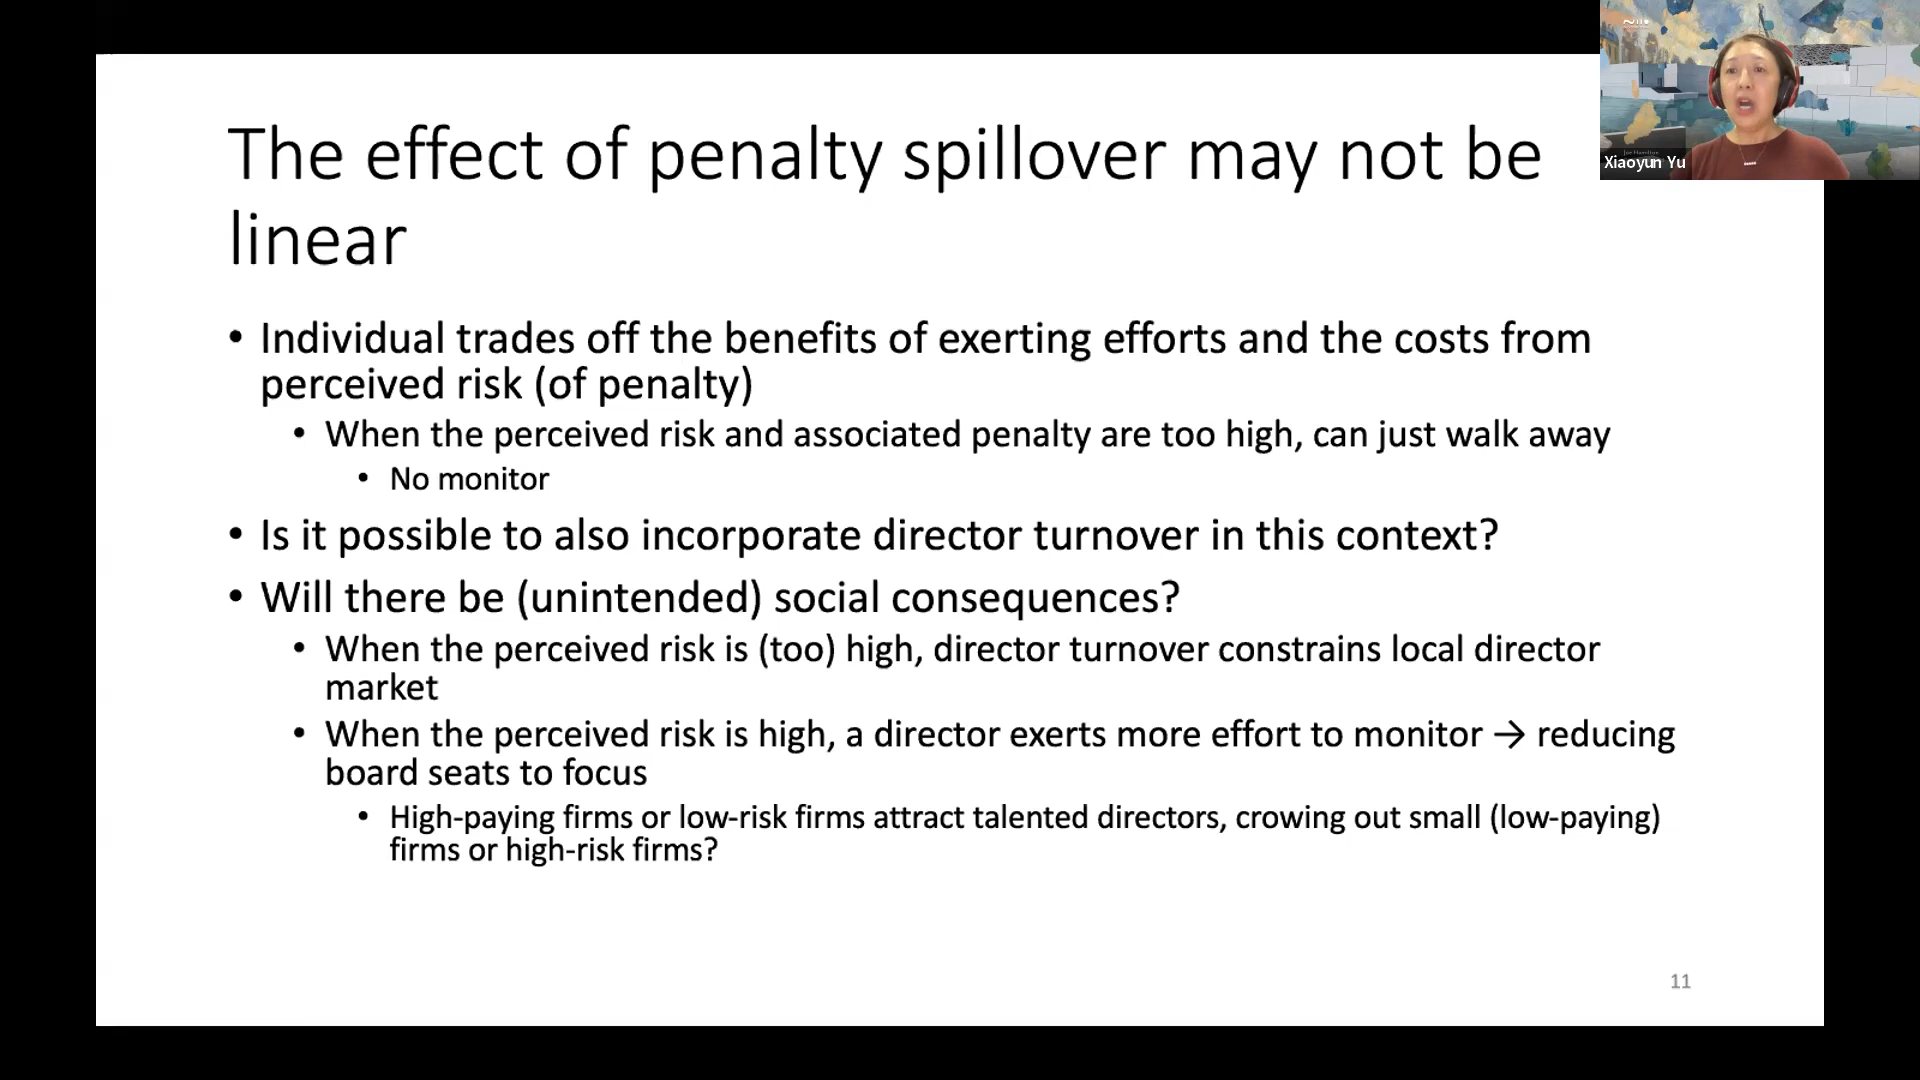 The effect of penalty spillover may not be
linear
• Individual trades off the benefits of exerting efforts and the costs from
perceived risk (of penalty)
• When the perceived risk and associated penalty are too high, can just walk away
• No monitor
• Is it possible to also incorporate director turnover in this context?
• Will there be (unintended) social consequences?
• When the perceived risk is (too) high, director turnover constrains local director
market
• When the perceived risk is high, a director exerts more effort to monitor → reducing
board seats to focus
• High-paying firms or low-risk firms attract talented directors, crowing out small (low-paying)
firms or high-risk firms?
11
Xiaoyun Yu